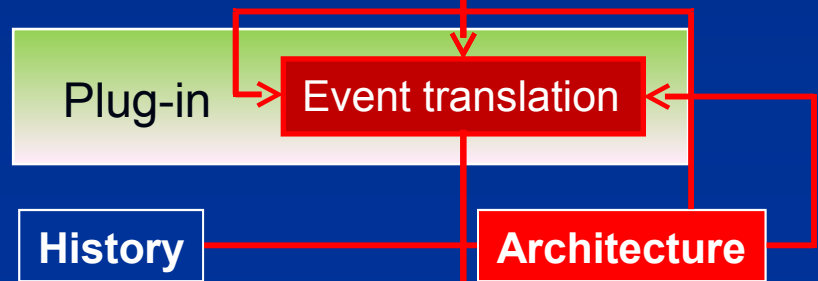 Plug-in
Event translation
History
Architecture